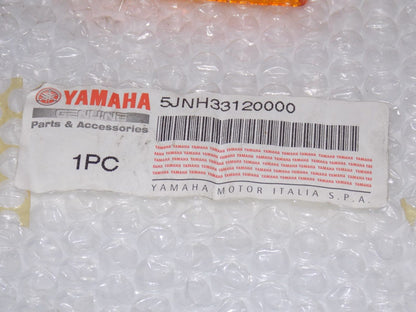 YAMAHA 5JNH33120000
GENUINE
Parts & Accessories
1PC
YAMAHA MOTOR ITALIA S.P.A.